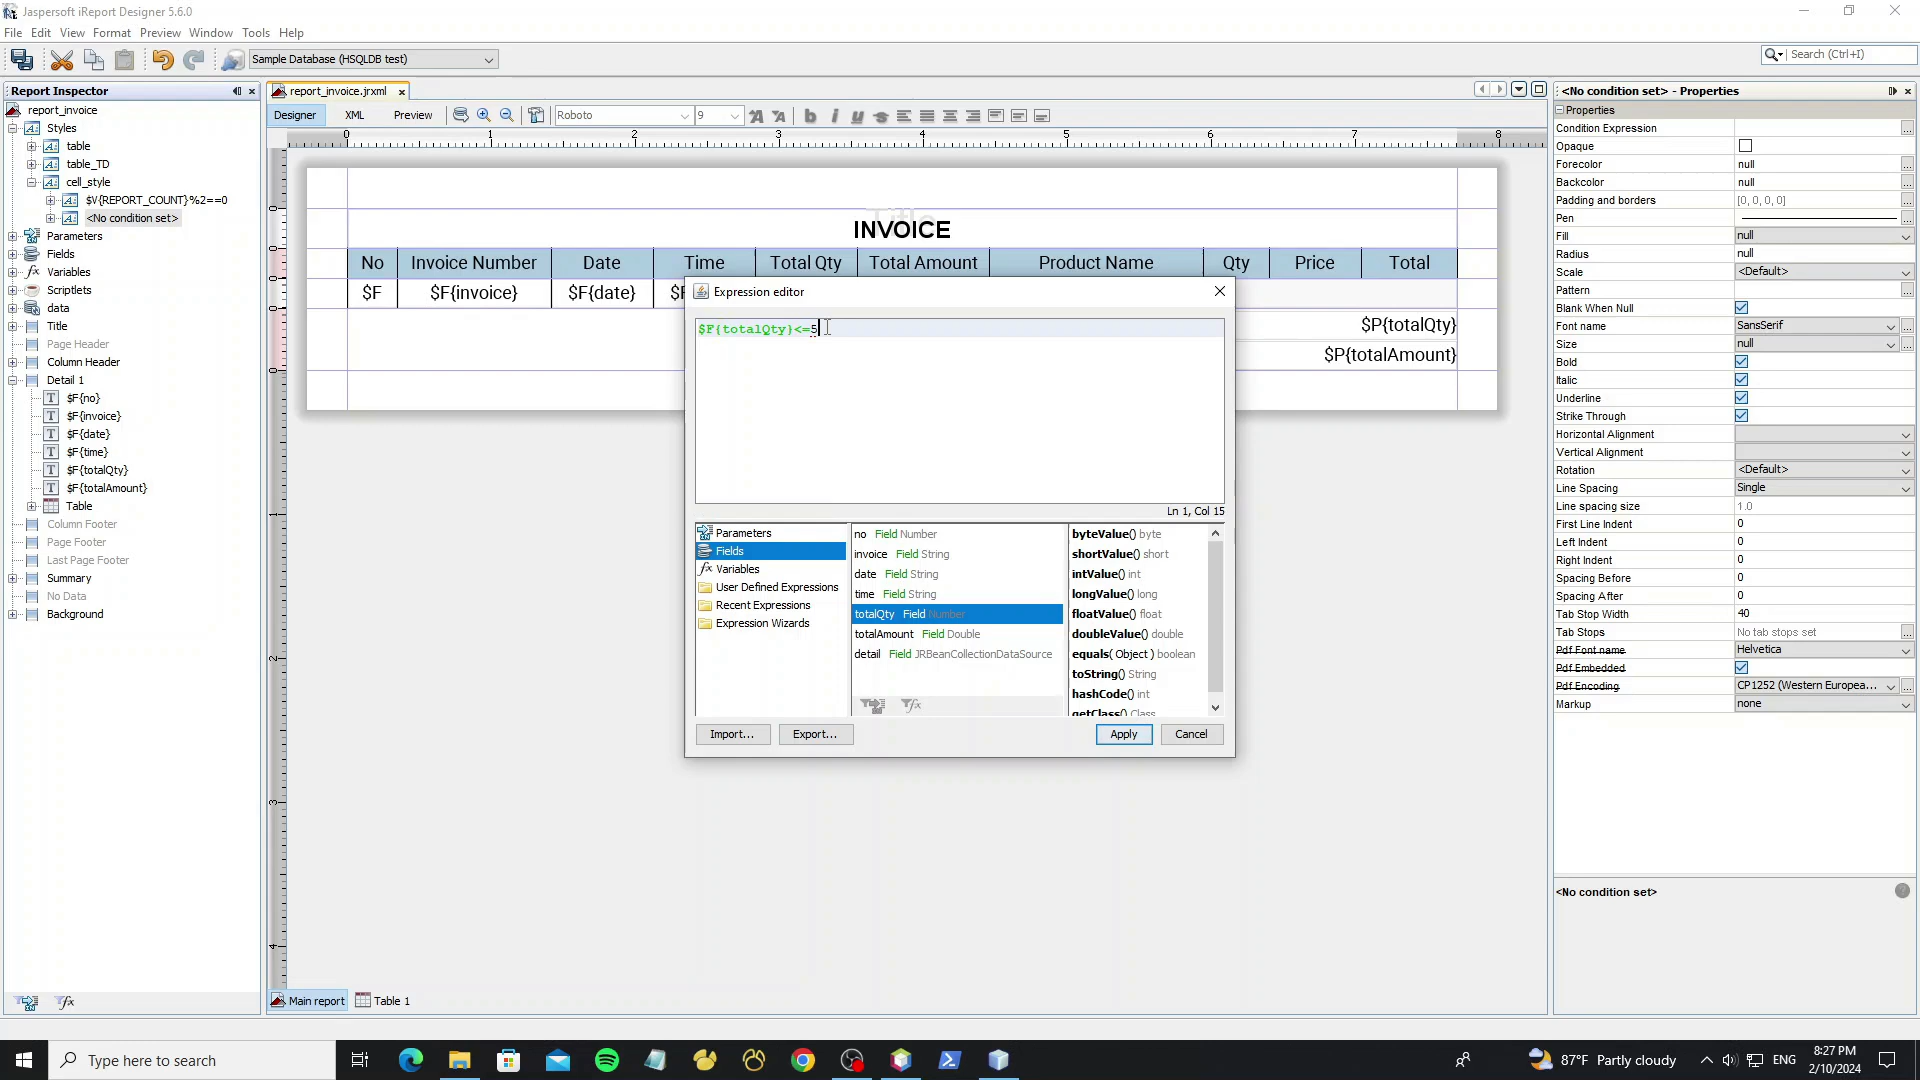 Jaspersoft iReport Designer 5.6.0
File Edit View Format Preview Window Tools Help
Sample Database (HSQLDB test)
Search (Ctrl+I)
Report Inspector
report_invoice
Styles
table
table_TD
cell_style
$V{REPORT_COUNT}%2==0
<No condition set>
Parameters
Fields
Variables
Scriptlets
data
Title
Page Header
Column Header
Detail 1
$F{no}
$F{invoice}
$F{date}
$F{time}
$F{totalQty}
$F{totalAmount}
Table
Column Footer
Page Footer
Last Page Footer
Summary
No Data
Background
report_invoice.jrxml
Designer XML Preview Roboto 9
0 1 2 3 4 5 6 7 8
Title
INVOICE
No Invoice Number Date Time Total Qty Total Amount Product Name Qty Price Total
$F $F{invoice} $F{date} $F
$P{totalQty}
$P{totalAmount}
Expression editor
$F{totalQty}<=5
Ln 1, Col 15
Parameters
Fields
Variables
User Defined Expressions
Recent Expressions
Expression Wizards
no Field Number
invoice Field String
date Field String
time Field String
totalQty Field Number
totalAmount Field Double
detail Field JRBeanCollectionDataSource
byteValue() byte
shortValue() short
intValue() int
longValue() long
floatValue() float
doubleValue() double
equals( Object ) boolean
toString() String
hashCode() int
getClass() Class
Import... Export... Apply Cancel
Main report Table 1
<No condition set> - Properties
Properties
Condition Expression
Opaque
Forecolor null
Backcolor null
Padding and borders [0, 0, 0, 0]
Pen
Fill null
Radius null
Scale <Default>
Pattern
Blank When Null
Font name SansSerif
Size null
Bold
Italic
Underline
Strike Through
Horizontal Alignment
Vertical Alignment
Rotation <Default>
Line Spacing Single
Line spacing size 1.0
First Line Indent 0
Left Indent 0
Right Indent 0
Spacing Before 0
Spacing After 0
Tab Stop Width 40
Tab Stops No tab stops set
Pdf Font name Helvetica
Pdf Embedded
Pdf Encoding CP1252 (Western Europea...
Markup none
<No condition set>
Type here to search
87°F Partly cloudy
ENG
8:27 PM
2/10/2024